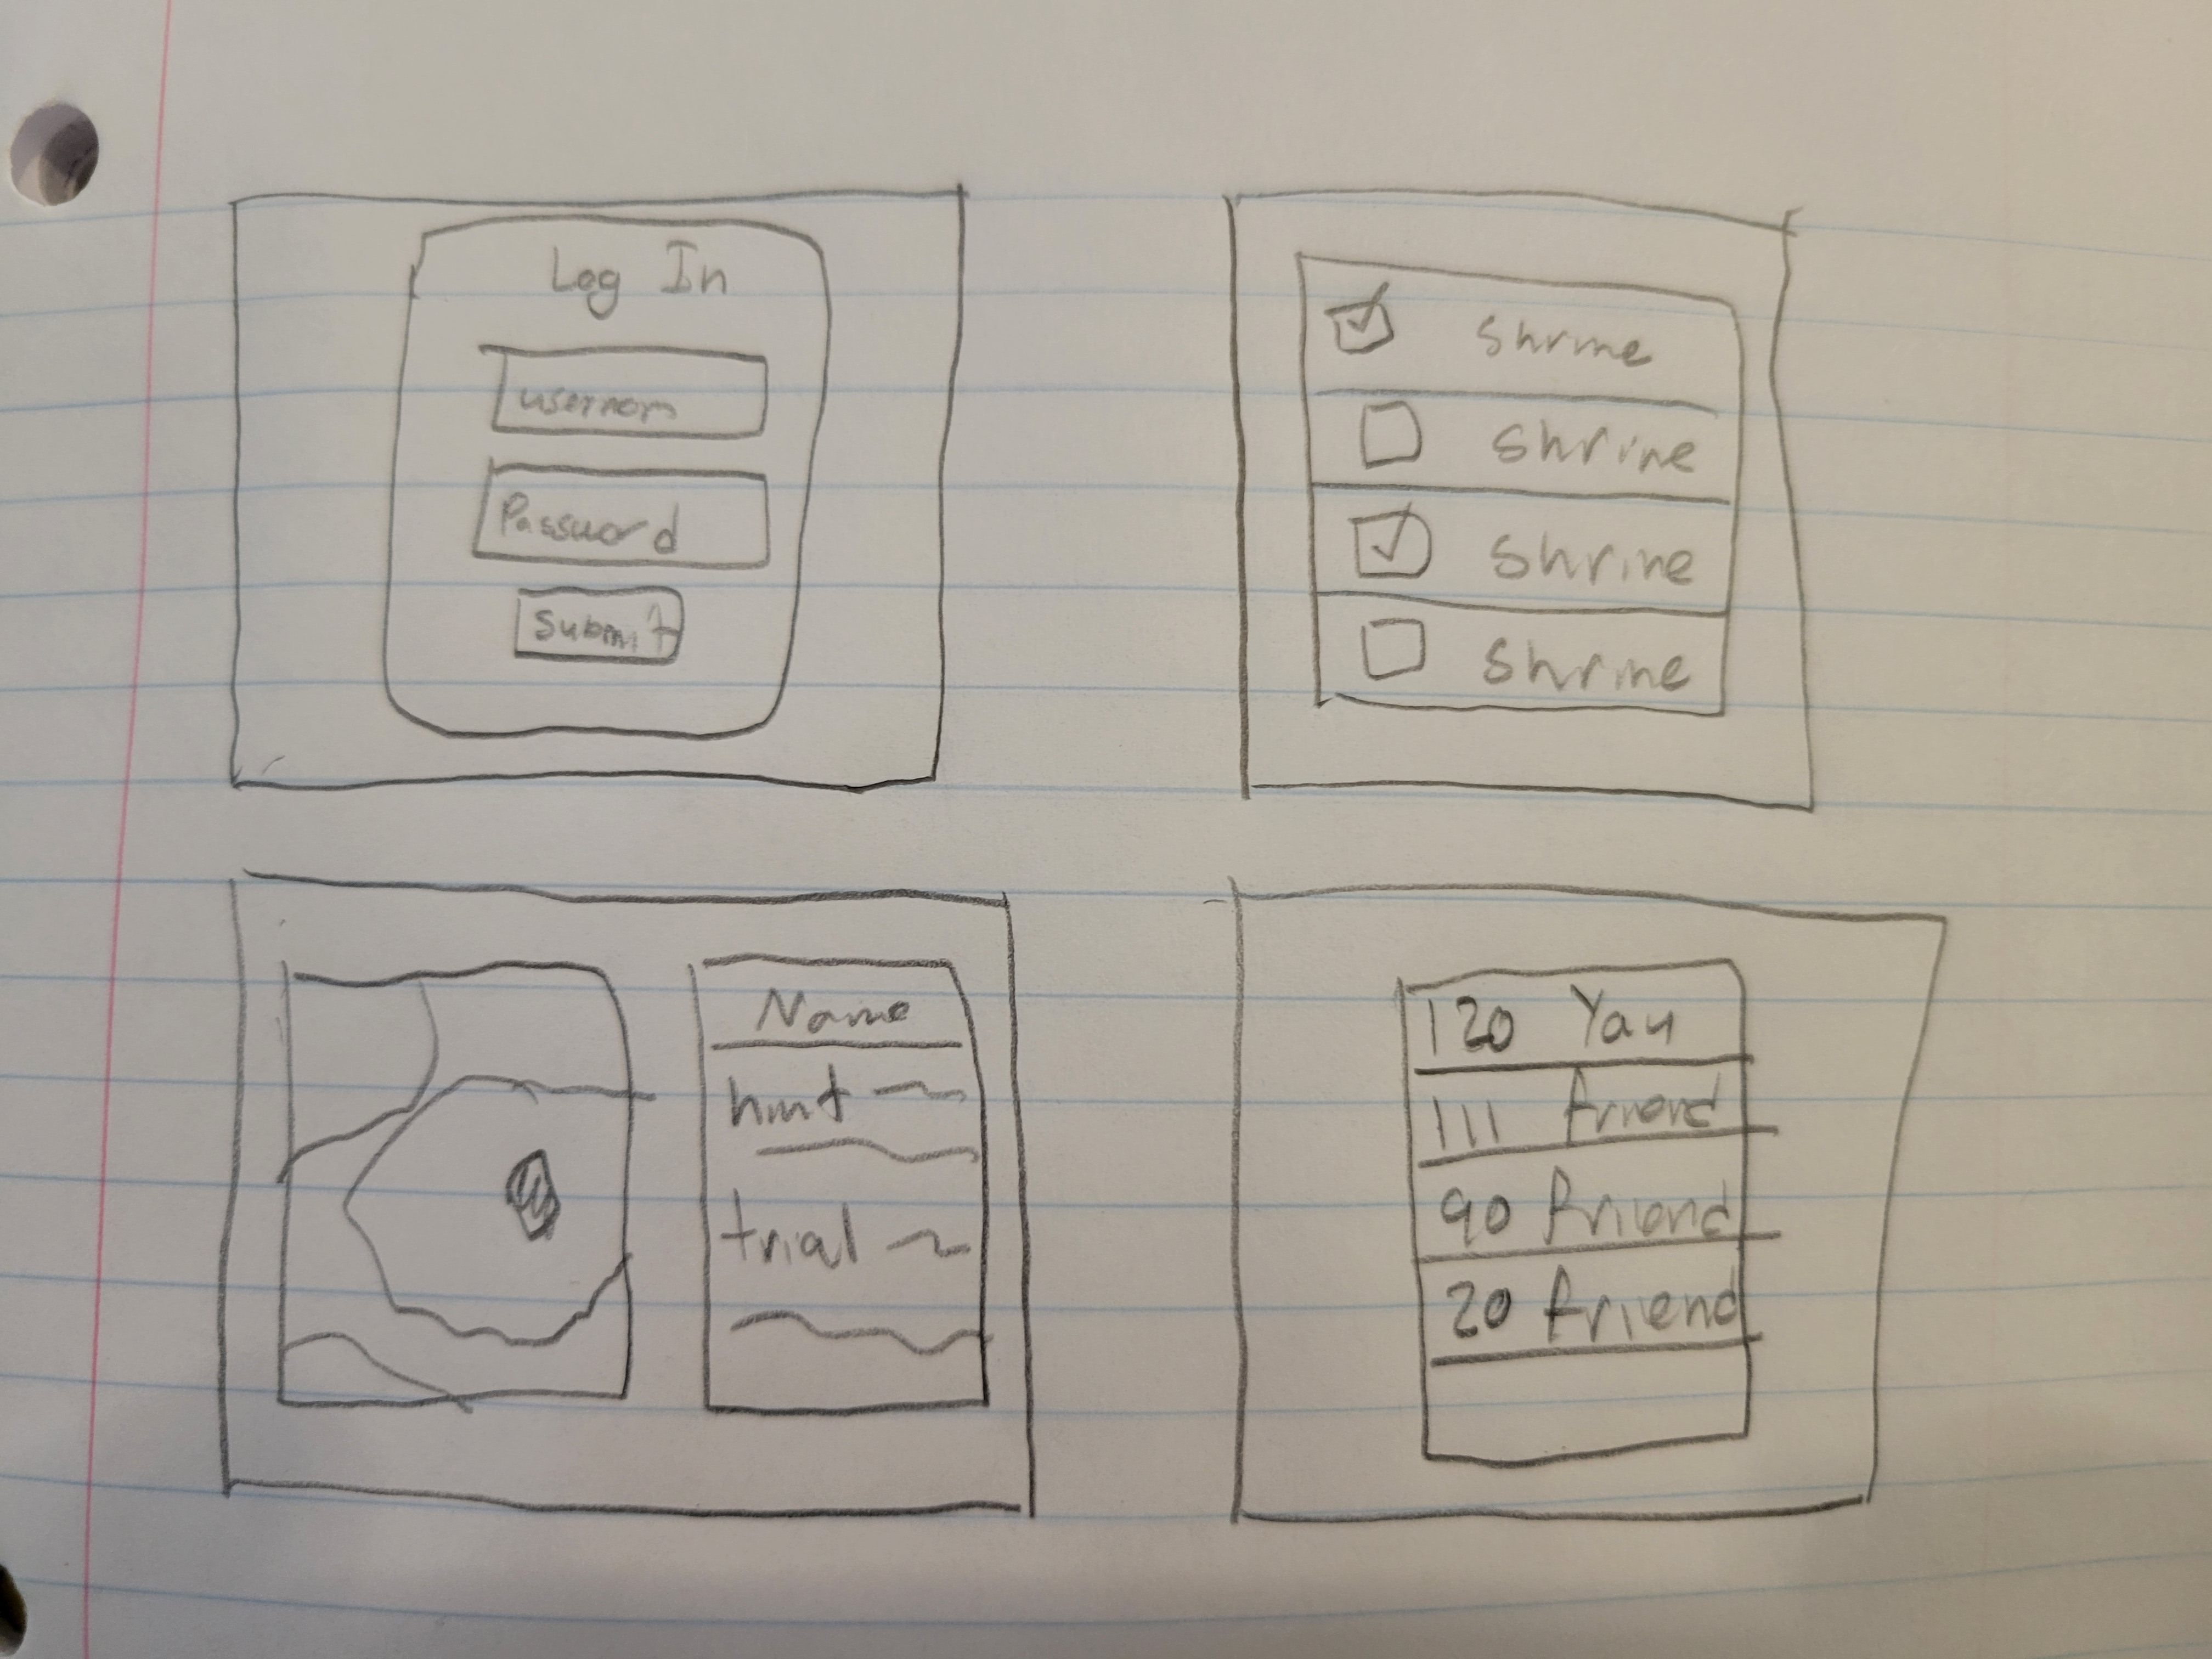 Log In
usernam
Password
Submit
Shrine
Shrine
Shrine
Shrine
Name
hint
trial
120 You
111 friend
90 friend
20 friend